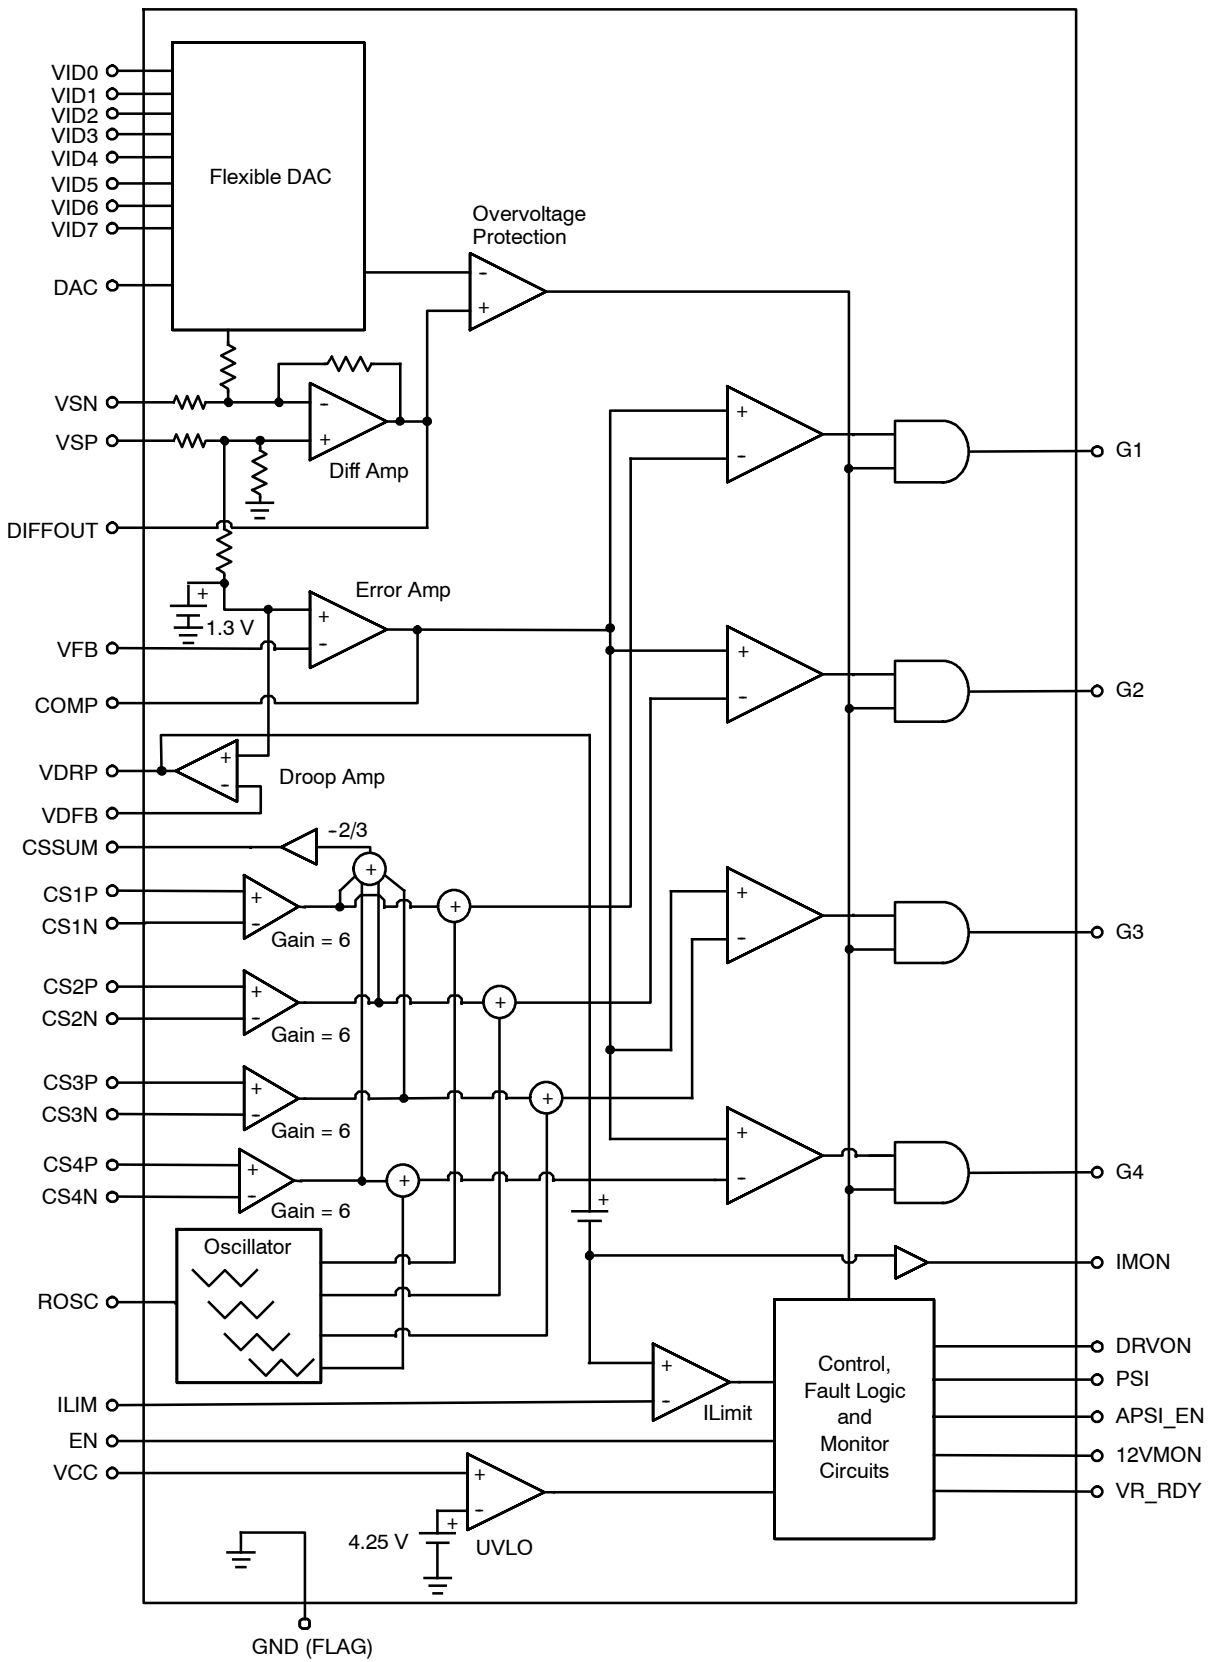 VID0
VID1
VID2
VID3
VID4
VID5
VID6
VID7
DAC
Flexible DAC
Overvoltage
Protection
-
+
VSN
VSP
-
+
Diff Amp
DIFFOUT
+
1.3 V
Error Amp
+
-
VFB
COMP
VDRP
VDFB
+
-
Droop Amp
CSSUM
-2/3
+
CS1P
CS1N
+
-
Gain = 6
+
CS2P
CS2N
+
-
Gain = 6
+
CS3P
CS3N
+
-
Gain = 6
+
CS4P
CS4N
+
-
Gain = 6
+
Oscillator
ROSC
ILIM
EN
VCC
+
-
ILimit
+
-
UVLO
+
4.25 V
GND (FLAG)
+
-
G1
+
-
G2
+
-
G3
+
-
G4
+
IMON
Control,
Fault Logic
and
Monitor
Circuits
DRVON
PSI
APSI_EN
12VMON
VR_RDY